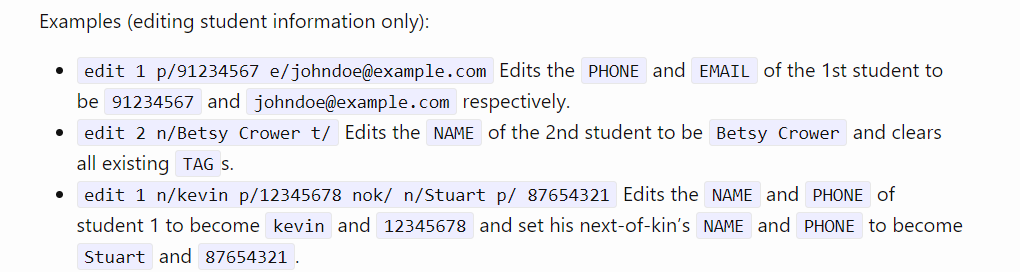 Examples (editing student information only):
• edit 1 p/91234567 e/johndoe@example.com Edits the PHONE and EMAIL of the 1st student to
be 91234567 and johndoe@example.com respectively.
• edit 2 n/Betsy Crower t/ Edits the NAME of the 2nd student to be Betsy Crower and clears
all existing TAG s.
• edit 1 n/kevin p/12345678 nok/ n/Stuart p/ 87654321 Edits the NAME and PHONE of
student 1 to become kevin and 12345678 and set his next-of-kin’s NAME and PHONE to become
Stuart and 87654321 .